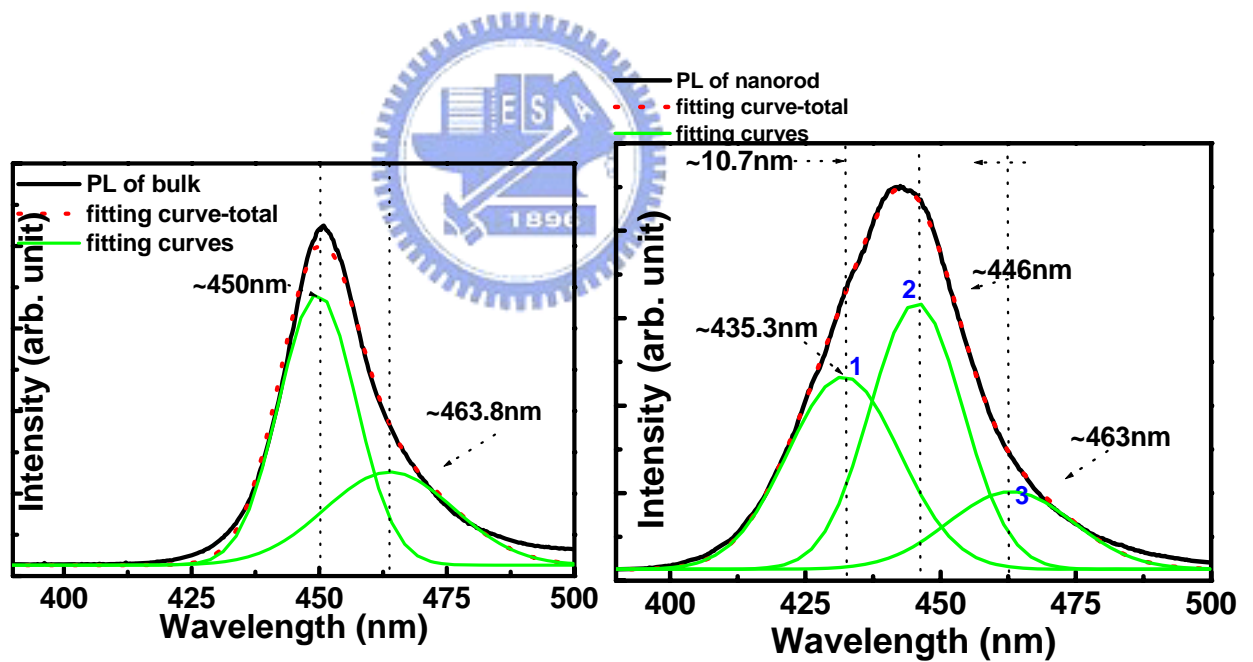 E S A
1896
PL of bulk
fitting curve-total
fitting curves
~450nm
~463.8nm
Intensity (arb. unit)
400 425 450 475 500
Wavelength (nm)
PL of nanorod
fitting curve-total
fitting curves
~10.7nm
~446nm
2
~435.3nm
1
~463nm
3
Intensity (arb. unit)
400 425 450 475 500
Wavelength (nm)